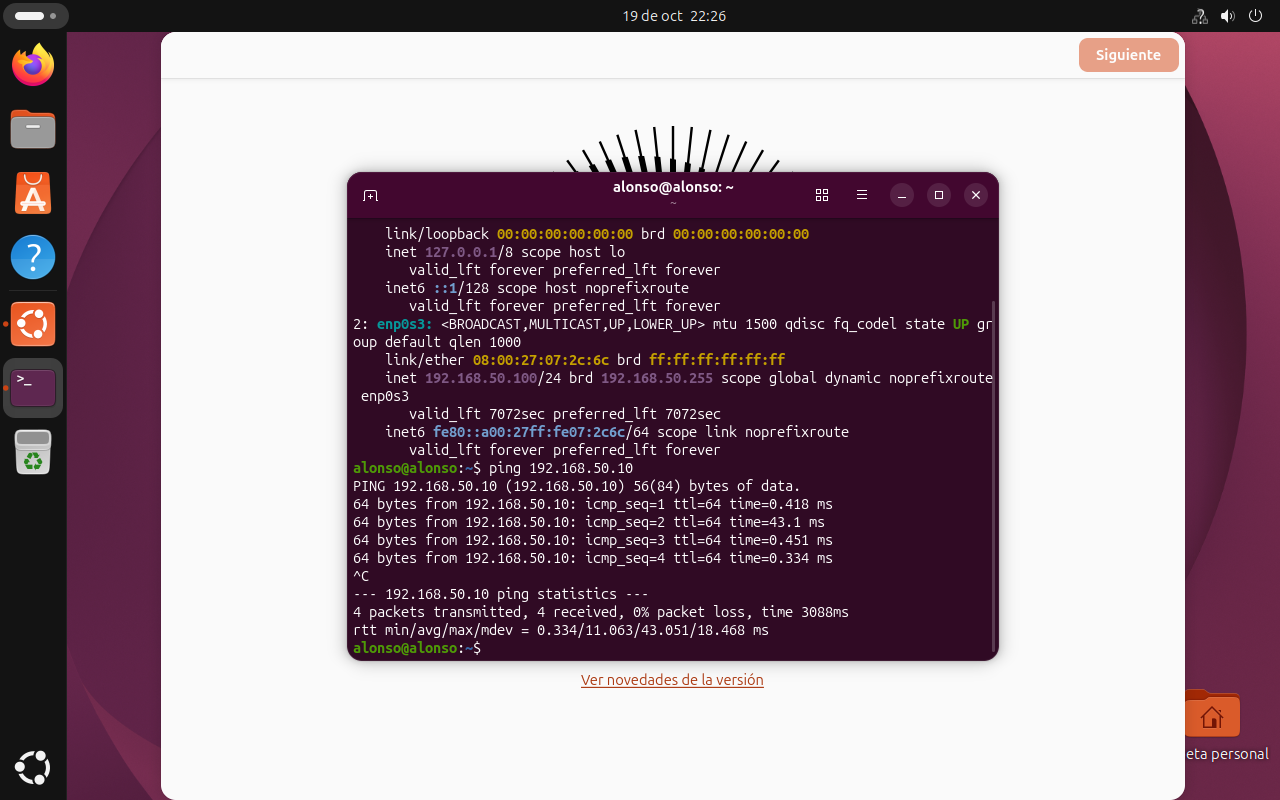 19 de oct 22:26
Siguiente
alonso@alonso: ~
~
link/loopback 00:00:00:00:00:00 brd 00:00:00:00:00:00
inet 127.0.0.1/8 scope host lo
valid_lft forever preferred_lft forever
inet6 ::1/128 scope host noprefixroute
valid_lft forever preferred_lft forever
2: enp0s3: <BROADCAST,MULTICAST,UP,LOWER_UP> mtu 1500 qdisc fq_codel state UP gr
oup default qlen 1000
link/ether 08:00:27:07:2c:6c brd ff:ff:ff:ff:ff:ff
inet 192.168.50.100/24 brd 192.168.50.255 scope global dynamic noprefixroute
enp0s3
valid_lft 7072sec preferred_lft 7072sec
inet6 fe80::a00:27ff:fe07:2c6c/64 scope link noprefixroute
valid_lft forever preferred_lft forever
alonso@alonso:~$ ping 192.168.50.10
PING 192.168.50.10 (192.168.50.10) 56(84) bytes of data.
64 bytes from 192.168.50.10: icmp_seq=1 ttl=64 time=0.418 ms
64 bytes from 192.168.50.10: icmp_seq=2 ttl=64 time=43.1 ms
64 bytes from 192.168.50.10: icmp_seq=3 ttl=64 time=0.451 ms
64 bytes from 192.168.50.10: icmp_seq=4 ttl=64 time=0.334 ms
^C
--- 192.168.50.10 ping statistics ---
4 packets transmitted, 4 received, 0% packet loss, time 3088ms
rtt min/avg/max/mdev = 0.334/11.063/43.051/18.468 ms
alonso@alonso:~$
Ver novedades de la versión
eta personal